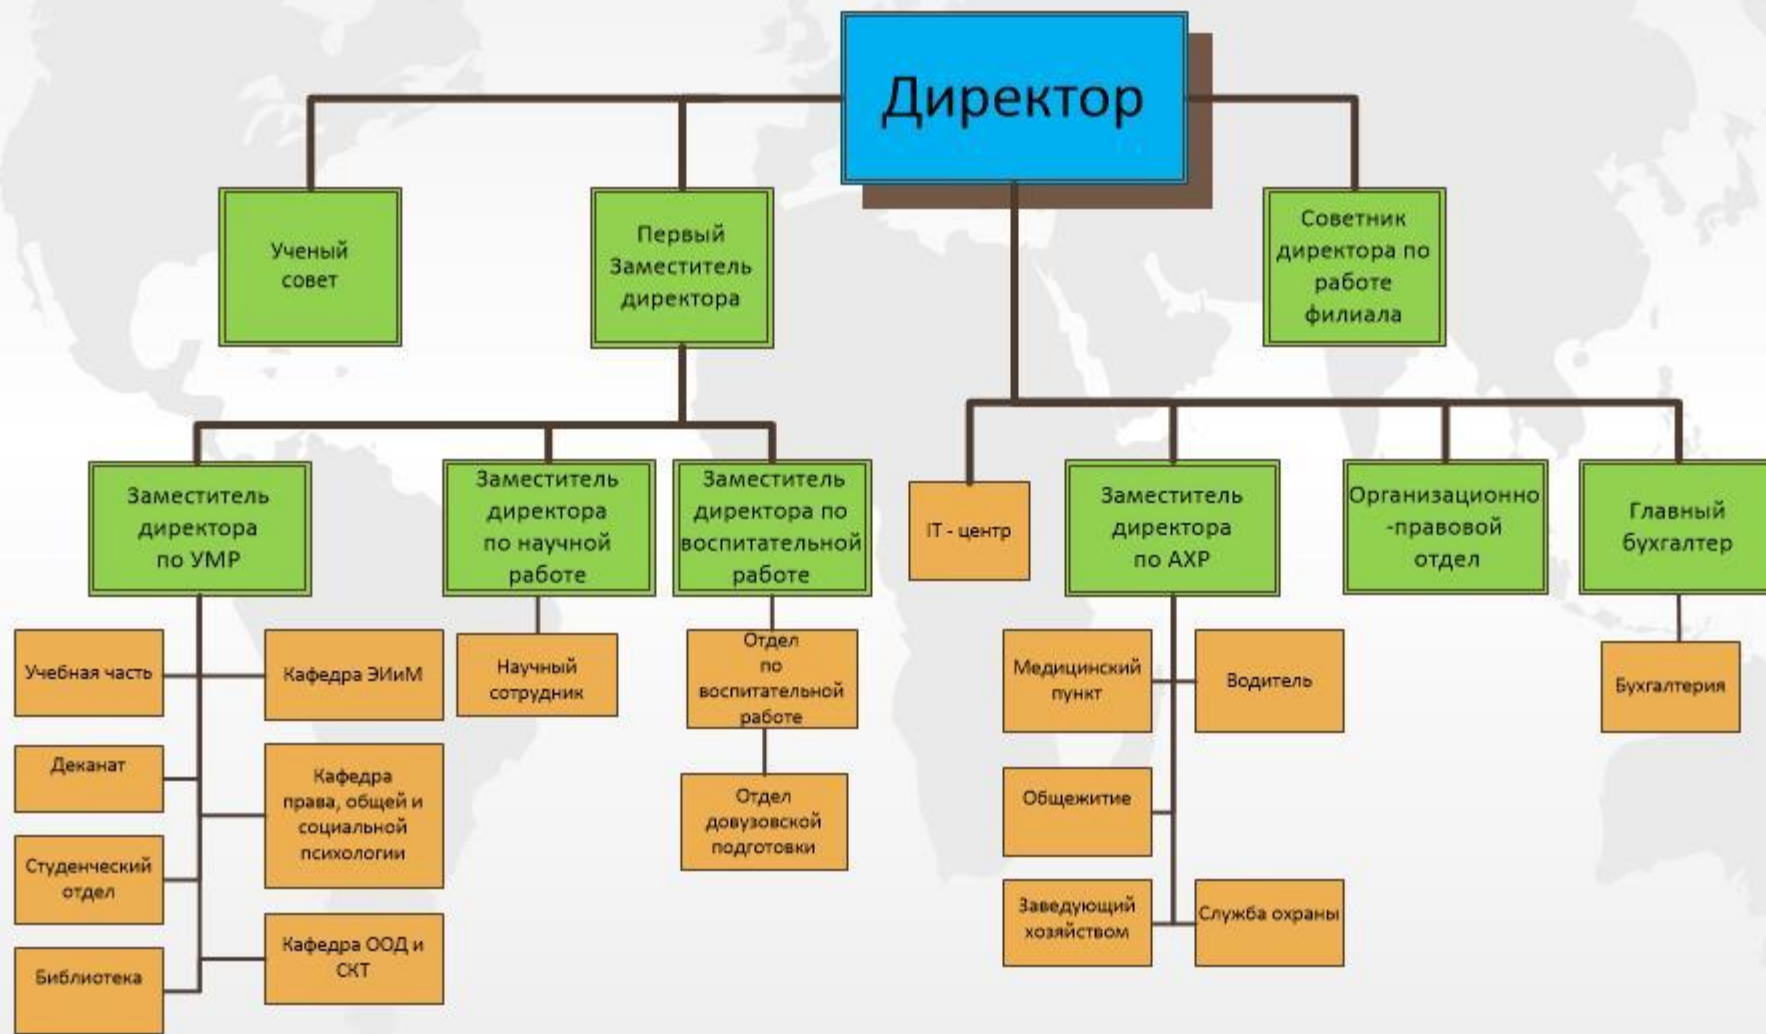 Директор
Ученый
совет
Первый
Заместитель
директора
Советник
директора по
работе
филиала
Заместитель
директора
по УМР
Заместитель
директора
по научной
работе
Заместитель
директора по
воспитательной
работе
IT - центр
Заместитель
директора
по АХР
Организационно
-правовой
отдел
Главный
бухгалтер
Учебная часть
Кафедра ЭИиМ
Научный
сотрудник
Отдел
по
воспитательной
работе
Медицинский
пункт
Водитель
Бухгалтерия
Деканат
Кафедра
права, общей и
социальной
психологии
Отдел
довузовской
подготовки
Общежитие
Студенческий
отдел
Заведующий
хозяйством
Служба охраны
Библиотека
Кафедра ООД и
СКТ